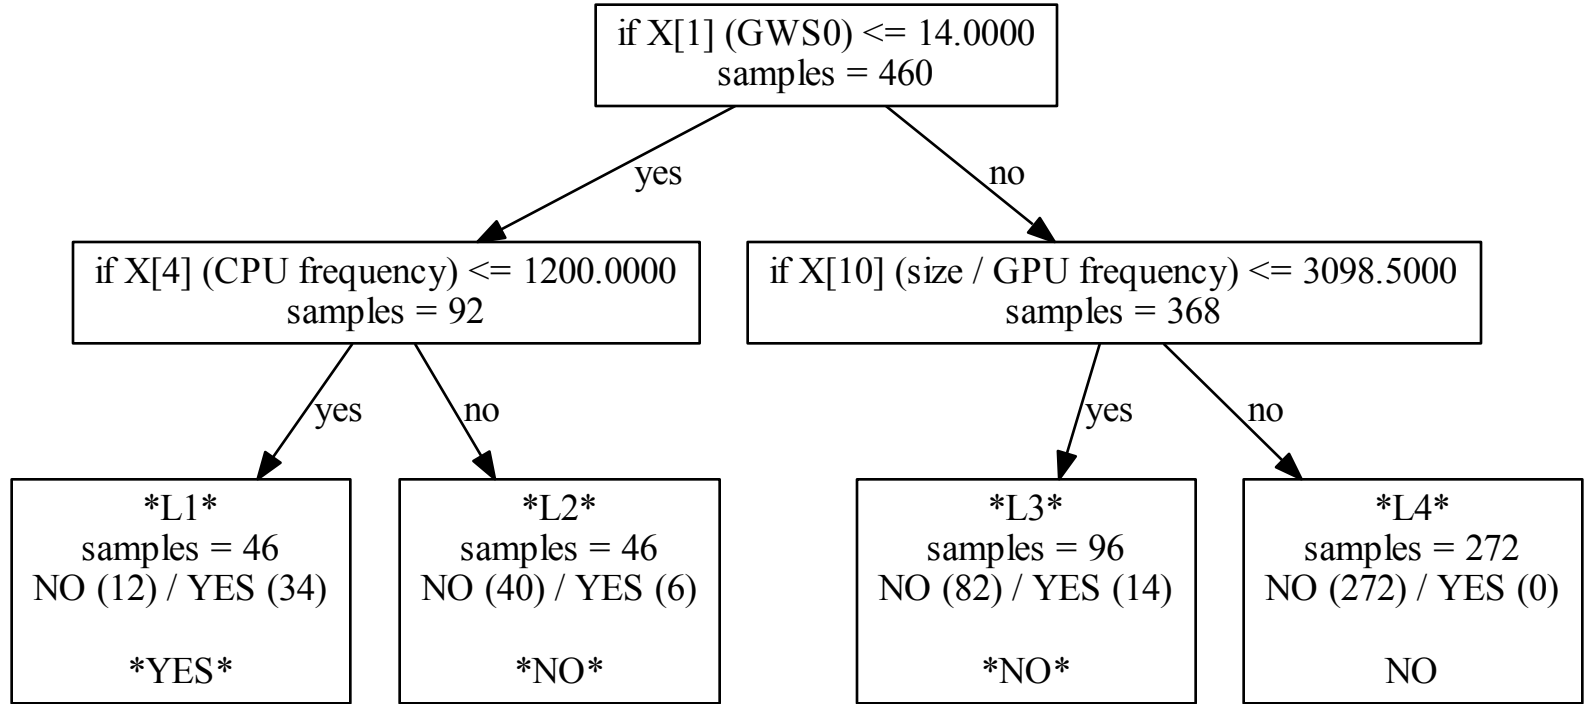 if X[1] (GWS0) <= 14.0000
samples = 460
yes
no
if X[4] (CPU frequency) <= 1200.0000
samples = 92
if X[10] (size / GPU frequency) <= 3098.5000
samples = 368
yes
no
yes
no
*L1*
samples = 46
NO (12) / YES (34)
*YES*
*L2*
samples = 46
NO (40) / YES (6)
*NO*
*L3*
samples = 96
NO (82) / YES (14)
*NO*
*L4*
samples = 272
NO (272) / YES (0)
NO